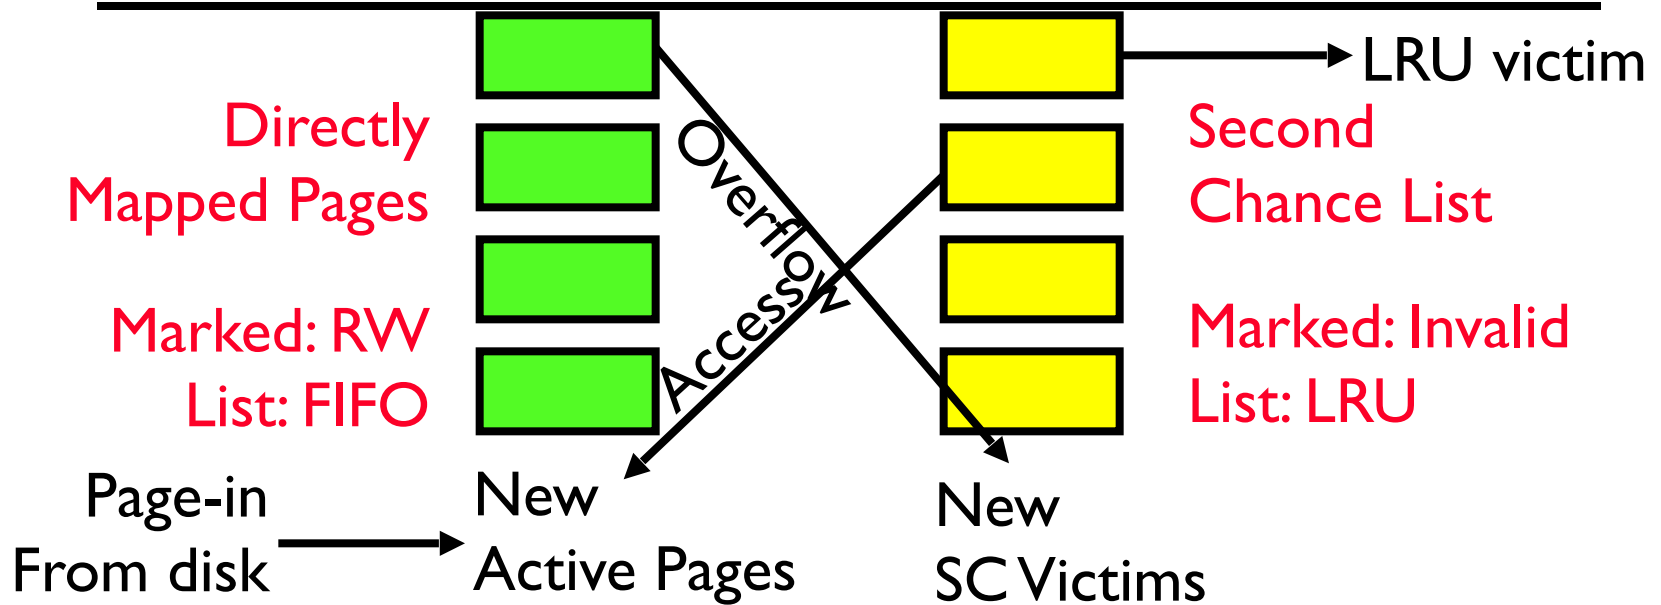 LRU victim
Directly
Mapped Pages
Marked: RW
List: FIFO
Overflow
Access
Second
Chance List
Marked: Invalid
List: LRU
Page-in
From disk
New
Active Pages
New
SC Victims